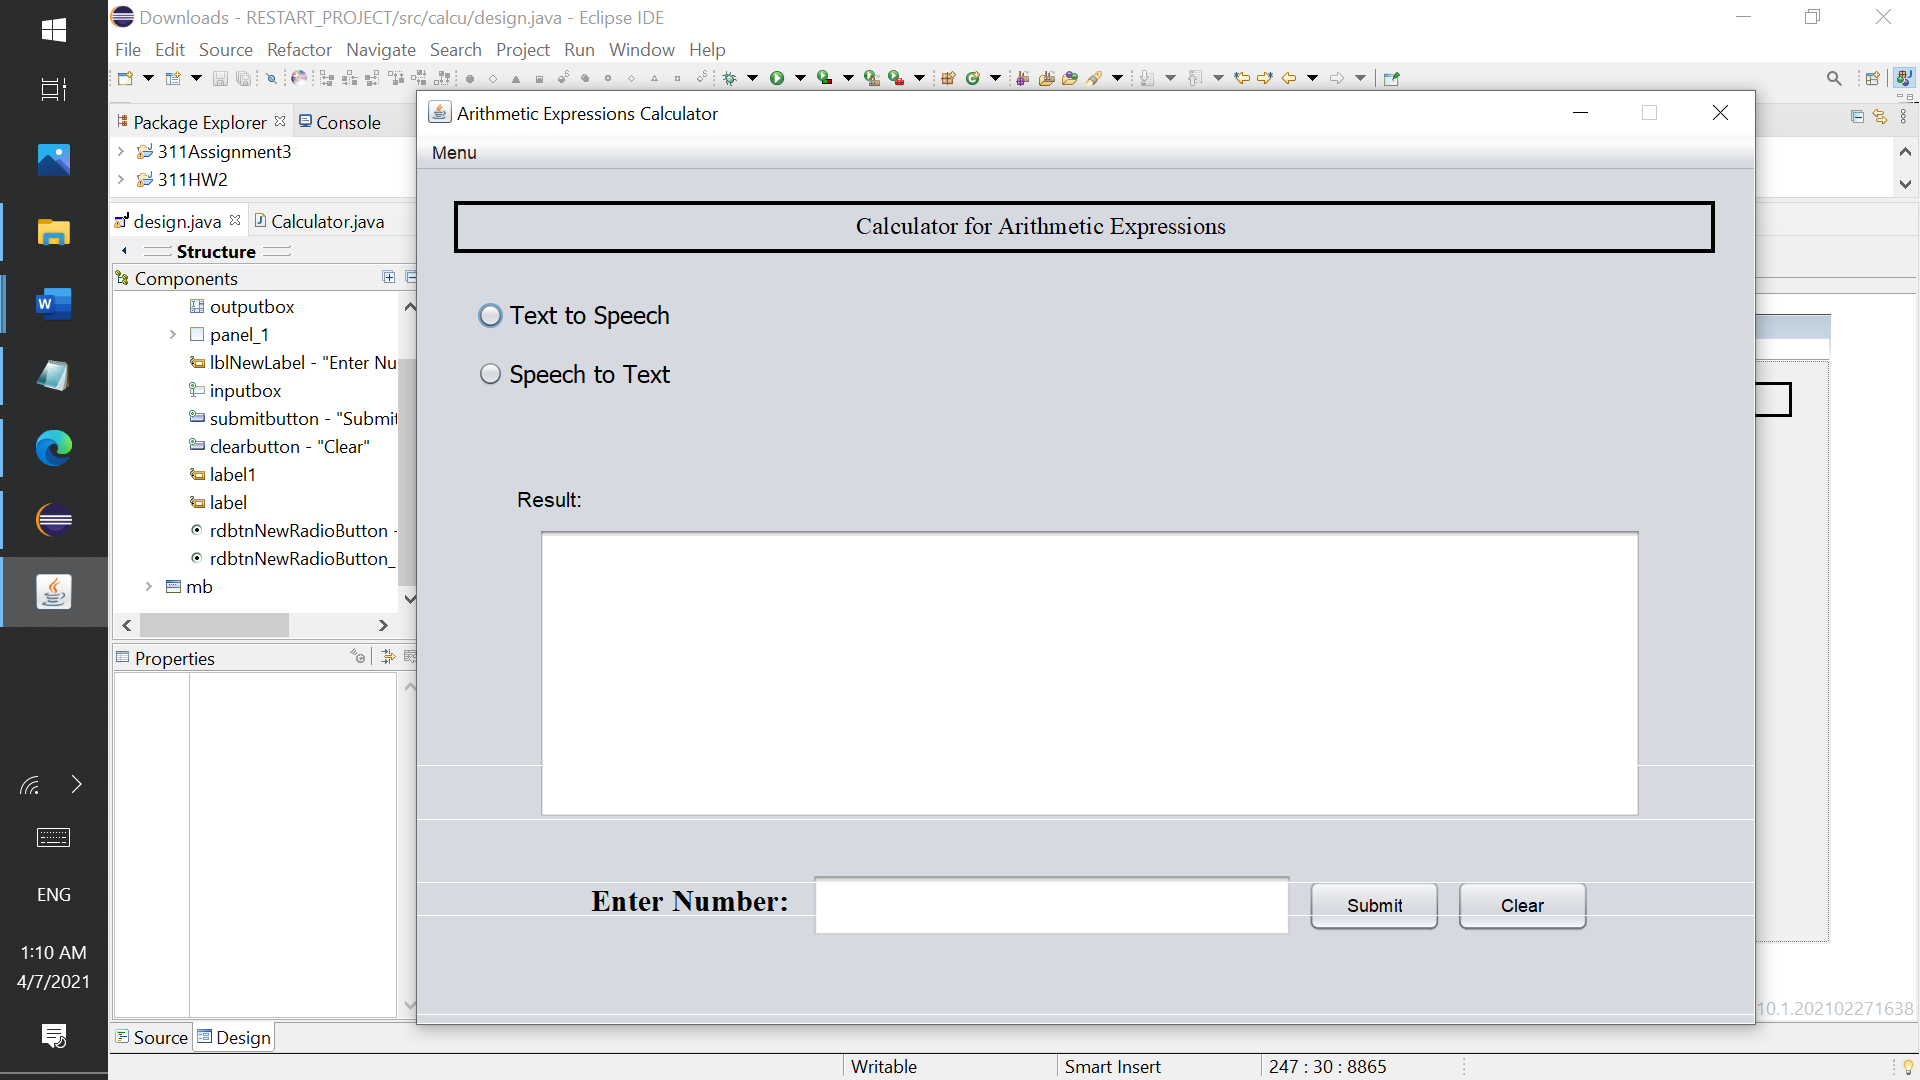 Downloads - RESTART_PROJECT/src/calcu/design.java - Eclipse IDE
File Edit Source Refactor Navigate Search Project Run Window Help
Package Explorer
Console
311Assignment3
311HW2
design.java
Calculator.java
Structure
Components
outputbox
panel_1
lblNewLabel - "Enter Nu
inputbox
submitbutton - "Submit
clearbutton - "Clear"
label1
label
rdbtnNewRadioButton -
rdbtnNewRadioButton_
mb
Properties
Source
Design
Arithmetic Expressions Calculator
Menu
Calculator for Arithmetic Expressions
Text to Speech
Speech to Text
Result:
Enter Number:
Submit
Clear
10.1.202102271638
Writable
Smart Insert
247 : 30 : 8865
ENG
1:10 AM
4/7/2021